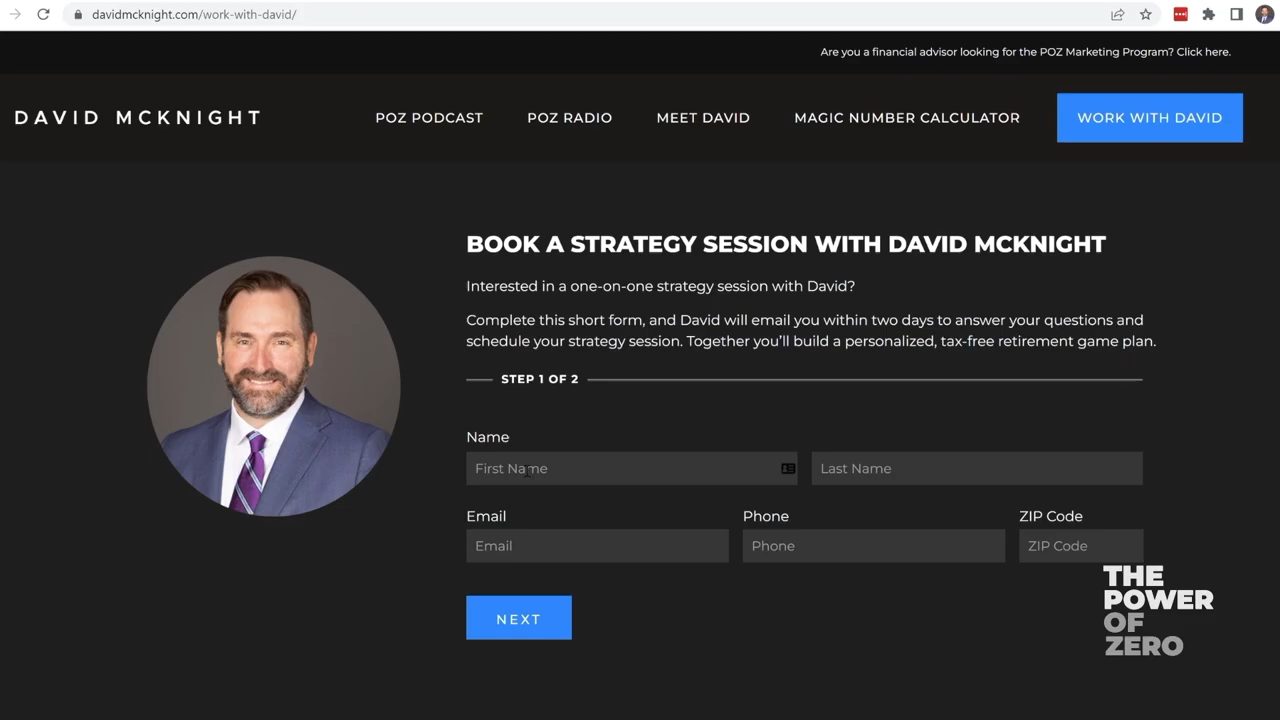 davidmcknight.com/work-with-david/
Are you a financial advisor looking for the POZ Marketing Program? Click here.
DAVID MCKNIGHT
POZ PODCAST
POZ RADIO
MEET DAVID
MAGIC NUMBER CALCULATOR
WORK WITH DAVID
BOOK A STRATEGY SESSION WITH DAVID MCKNIGHT
Interested in a one-on-one strategy session with David?
Complete this short form, and David will email you within two days to answer your questions and
schedule your strategy session. Together you'll build a personalized, tax-free retirement game plan.
STEP 1 OF 2
Name
First Name
Last Name
Email
Phone
ZIP Code
Email
Phone
ZIP Code
NEXT
THE
POWER
OF
ZERO